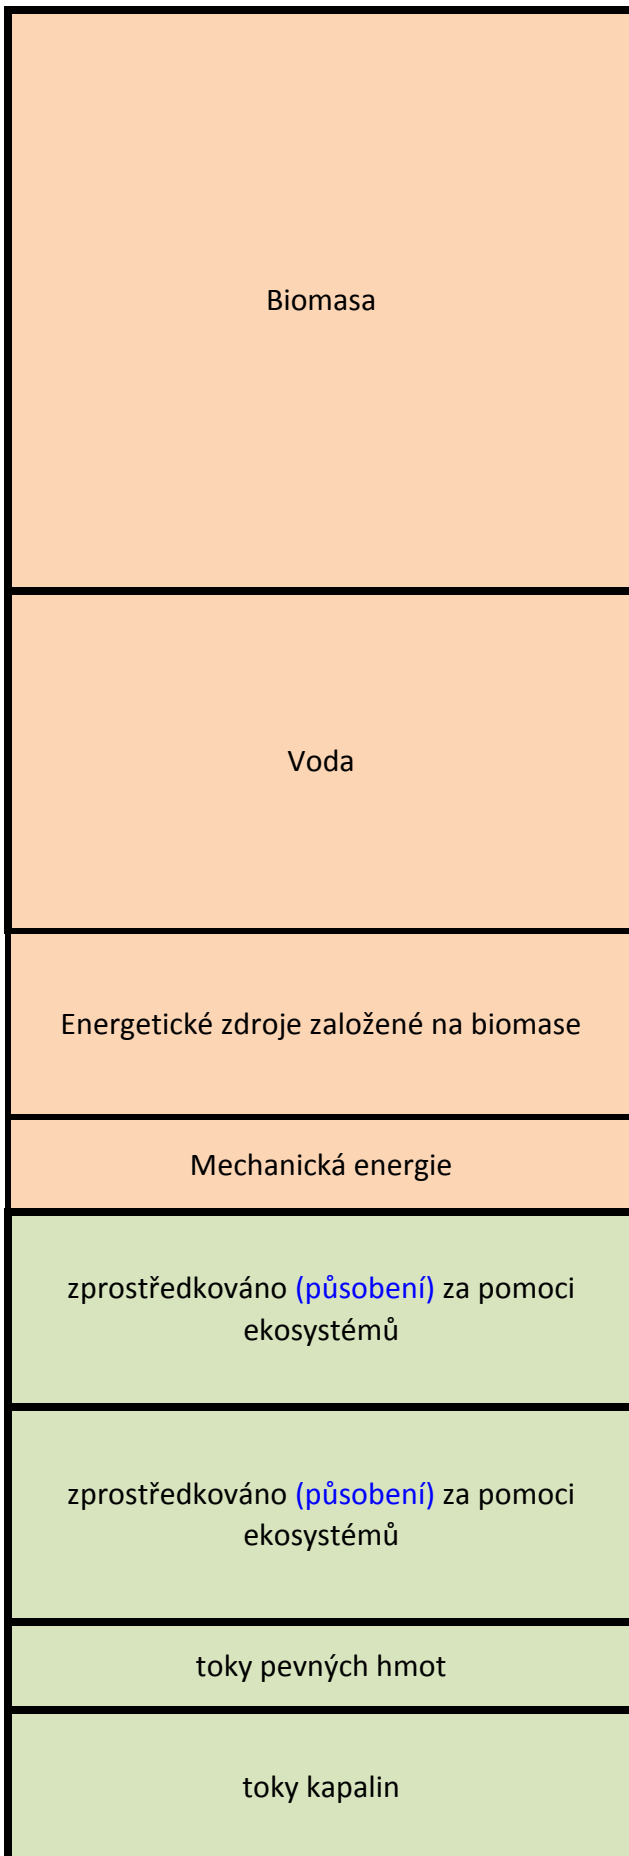 Biomasa
Voda
Energetické zdroje založené na biomase
Mechanická energie
zprostředkováno (působení) za pomoci
ekosystémů
zprostředkováno (působení) za pomoci
ekosystémů
toky pevných hmot
toky kapalin